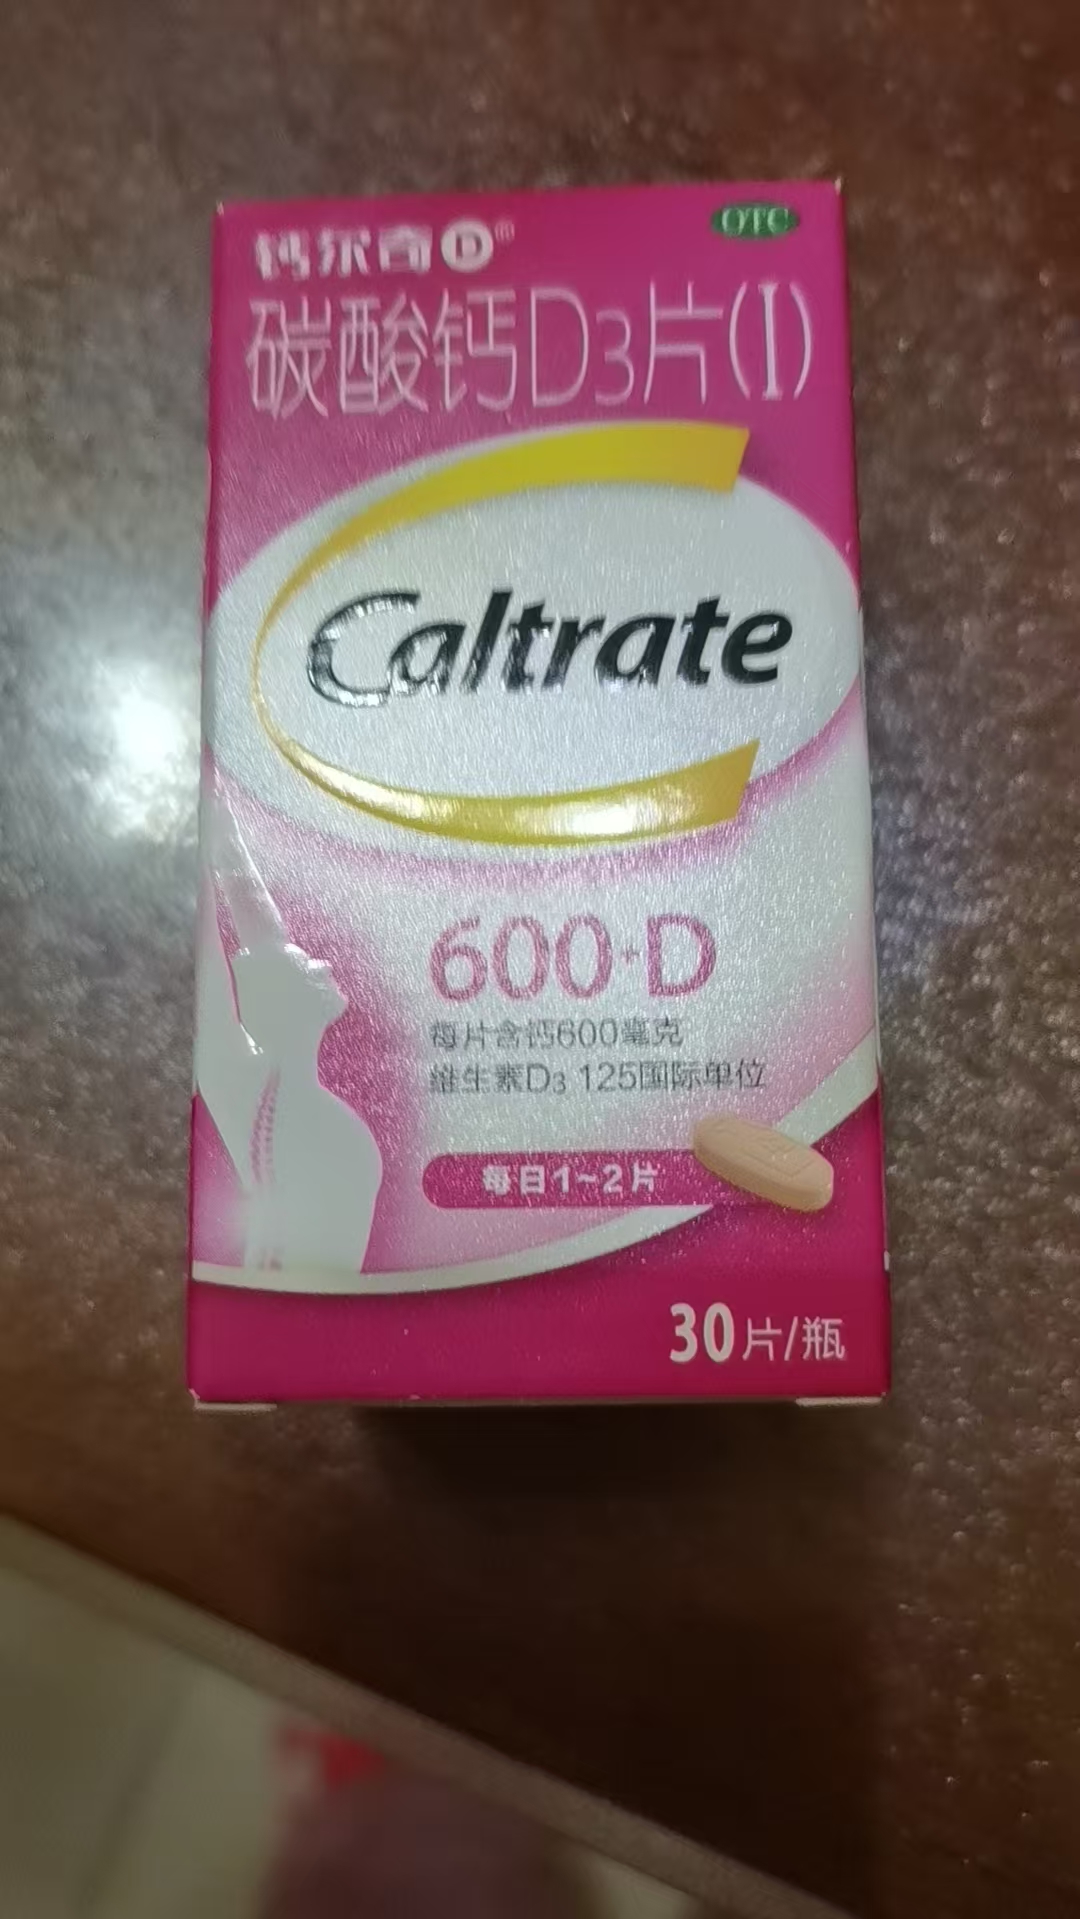 钙尔奇D®
OTC
碳酸钙D3片(I)
Caltrate
600+D
每片含钙600毫克
维生素D3 125国际单位
每日1~2片
30片/瓶